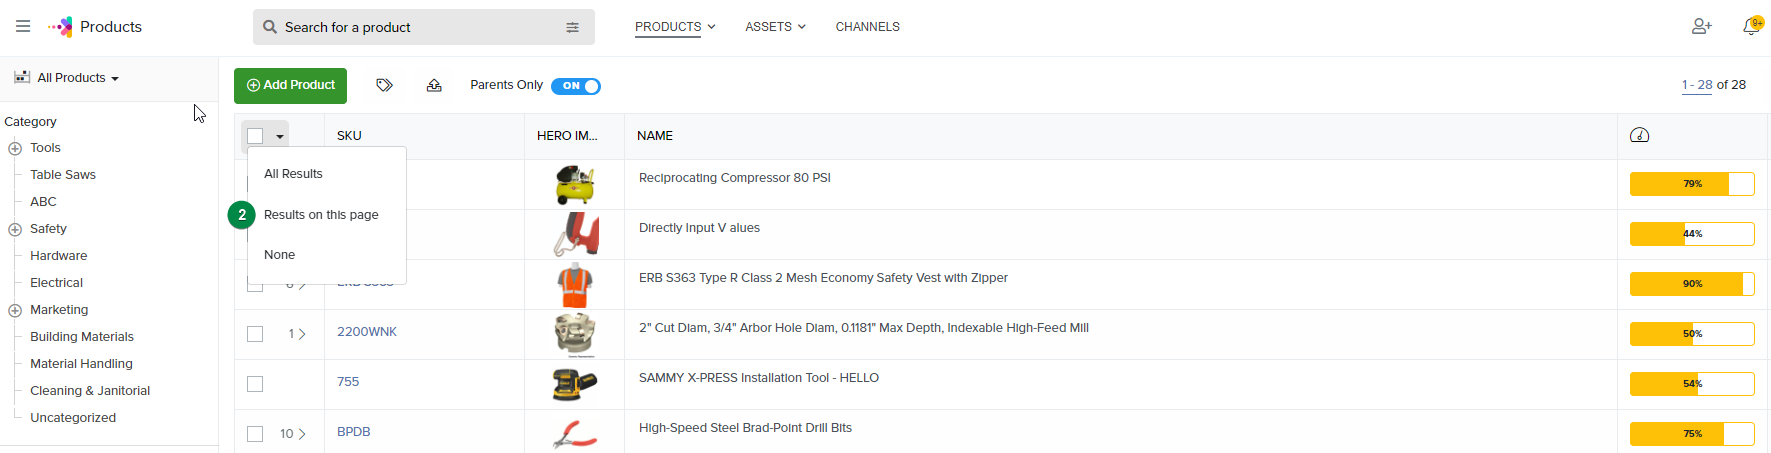 Products
Search for a product
PRODUCTS
ASSETS
CHANNELS
9+
All Products
Add Product
Parents Only
ON
1 - 28 of 28
Category
Tools
Table Saws
ABC
Safety
Hardware
Electrical
Marketing
Building Materials
Material Handling
Cleaning & Janitorial
Uncategorized
SKU
HERO IM...
NAME
All Results
2
Results on this page
None
Reciprocating Compressor 80 PSI
79%
Directly Input V alues
44%
ERB S363 Type R Class 2 Mesh Economy Safety Vest with Zipper
90%
1
2200WNK
2" Cut Diam, 3/4" Arbor Hole Diam, 0.1181" Max Depth, Indexable High-Feed Mill
50%
755
SAMMY X-PRESS Installation Tool - HELLO
54%
10
BPDB
High-Speed Steel Brad-Point Drill Bits
75%